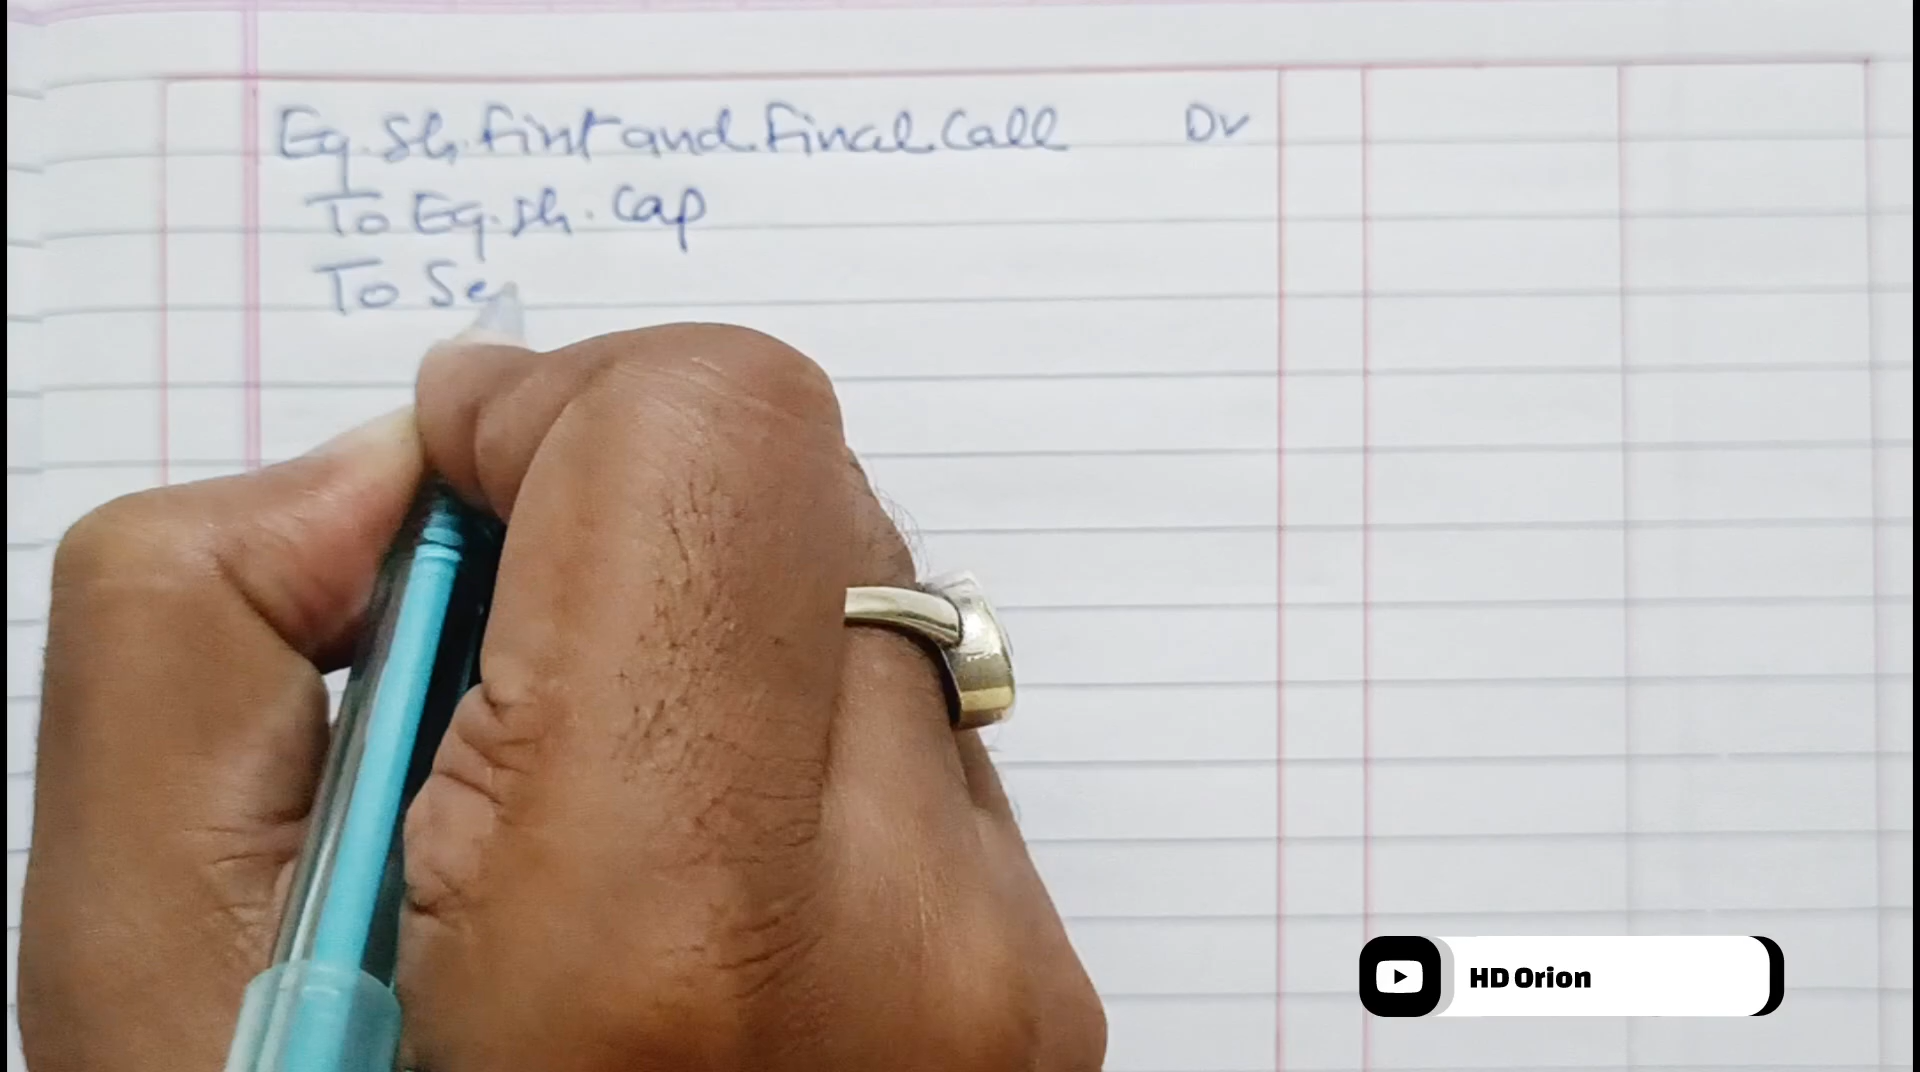 Eq. Sh. First and Final Call Dr
To Eq. Sh. Cap
To Se
HD Orion